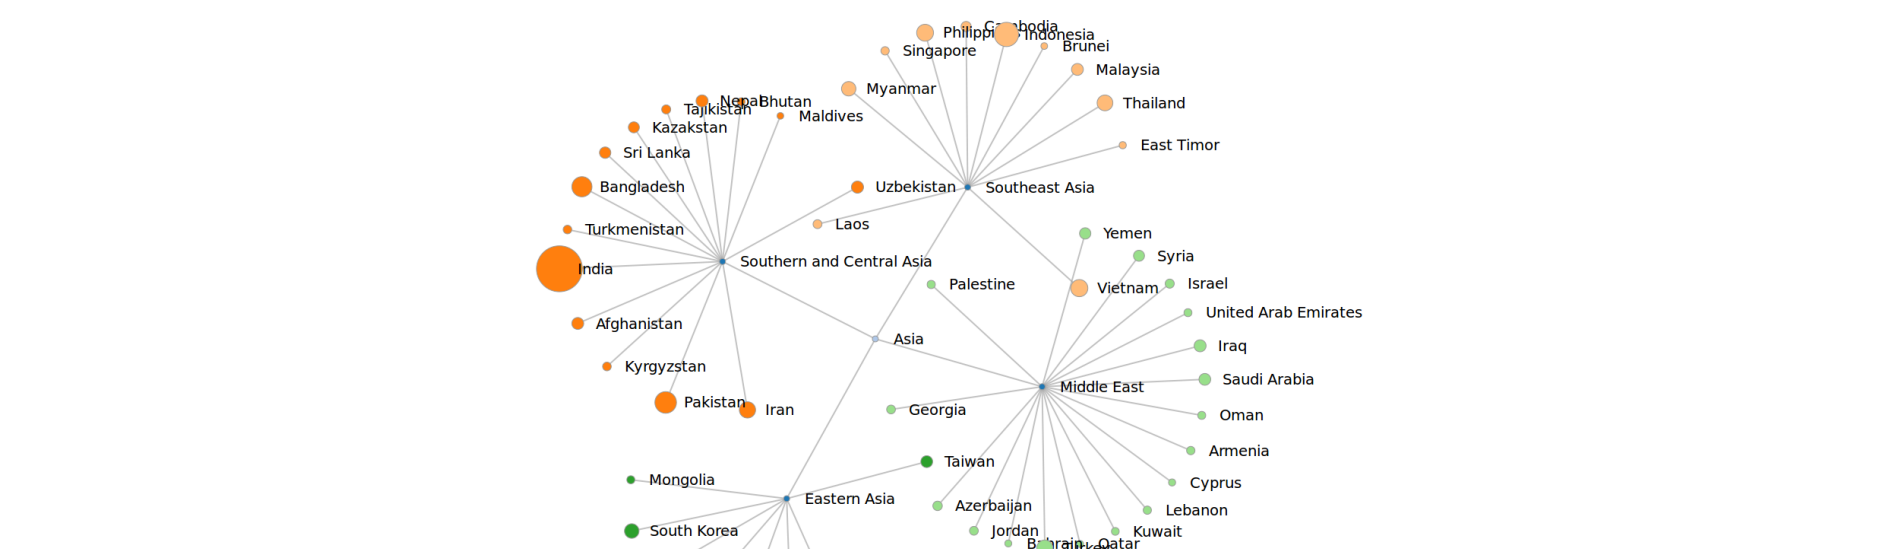 Cambodia
Philippines
Indonesia
Brunei
Singapore
Malaysia
Myanmar
Nepal
Bhutan
Thailand
Tajikistan
Maldives
Kazakstan
East Timor
Sri Lanka
Bangladesh
Uzbekistan
Southeast Asia
Laos
Turkmenistan
Yemen
Syria
Southern and Central Asia
India
Palestine
Israel
Vietnam
United Arab Emirates
Afghanistan
Asia
Iraq
Kyrgyzstan
Saudi Arabia
Middle East
Pakistan
Iran
Georgia
Oman
Armenia
Taiwan
Mongolia
Cyprus
Eastern Asia
Azerbaijan
Lebanon
South Korea
Jordan
Kuwait
Bahrain
Qatar
Turkey